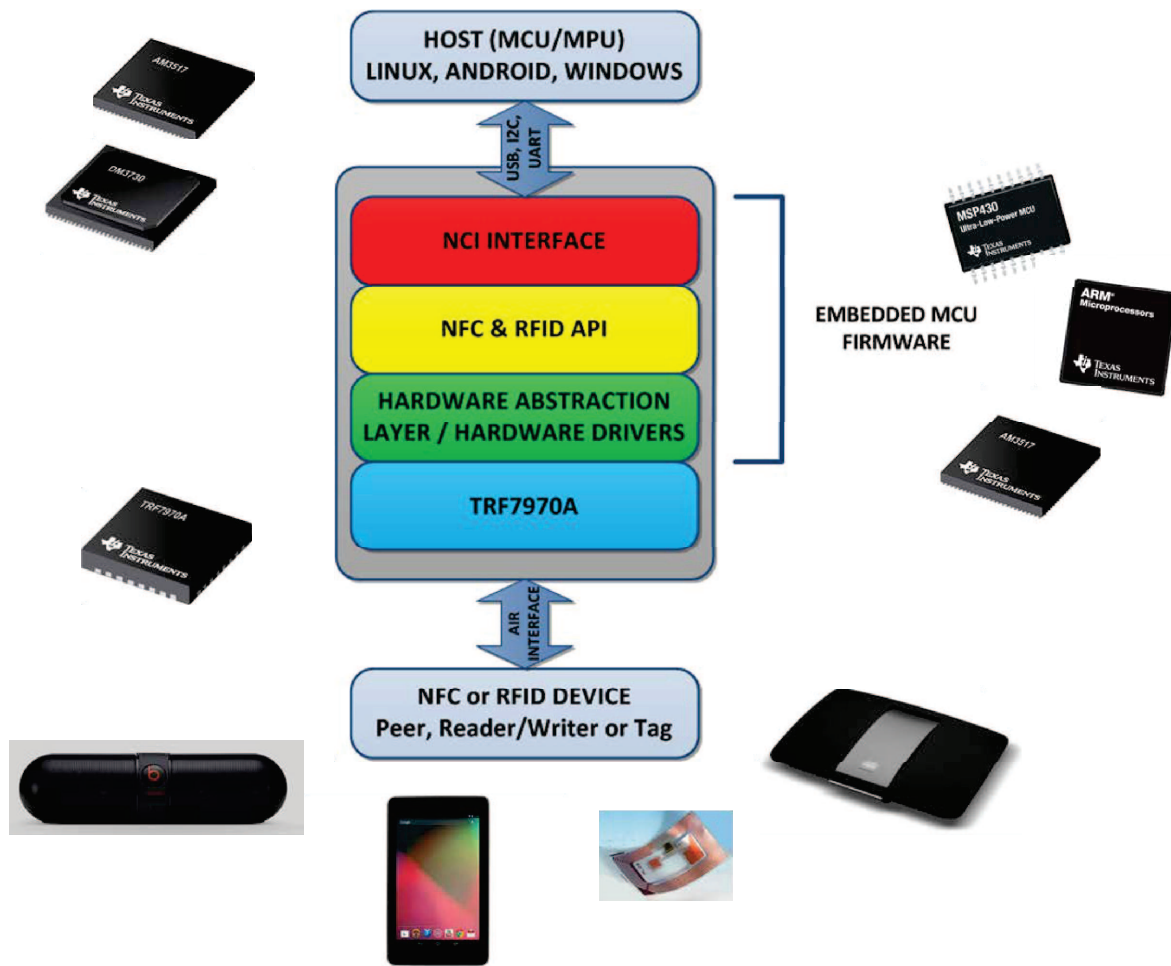 AM3517
TEXAS
INSTRUMENTS
DM3730
TEXAS
INSTRUMENTS
HOST (MCU/MPU)
LINUX, ANDROID, WINDOWS
USB, I2C,
UART
NCI INTERFACE
NFC & RFID API
HARDWARE ABSTRACTION
LAYER / HARDWARE DRIVERS
TRF7970A
EMBEDDED MCU
FIRMWARE
MSP430
Ultra-Low-Power MCU
TEXAS
INSTRUMENTS
ARM®
Microprocessors
TEXAS
INSTRUMENTS
AM3517
TEXAS
INSTRUMENTS
TRF7970A
TEXAS
INSTRUMENTS
AIR
INTERFACE
NFC or RFID DEVICE
Peer, Reader/Writer or Tag